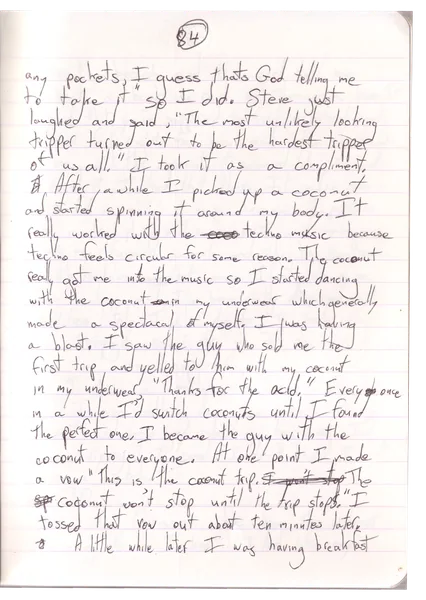 84
any pockets, I guess thats God telling me
to take it" so I did. Steve just
laughed and said, "The most unlikely looking
tripper turned out to be the hardest tripper
of us all." I took it as a compliment.
After awhile I picked up a coconut
and started spinning it around my body. It
really worked with the techno music because
techno feels circular for some reason. The coconut
really got me into the music so I started dancing
with the coconut in my underwear which generally
made a spectacal of myself. I was having
a blast. I saw the guy who sold me the
first trip and yelled to him with my coconut
in my underwear, "Thanks for the acid." Every once
in a while I'd switch coconuts until I found
the perfect one. I became the guy with the
coconut to everyone. At one point I made
a vow "this is the coconut trip. I won't stop The
coconut won't stop until the trip stops." I
tossed that vow out about ten minutes later.
A little while later I was having breakfast